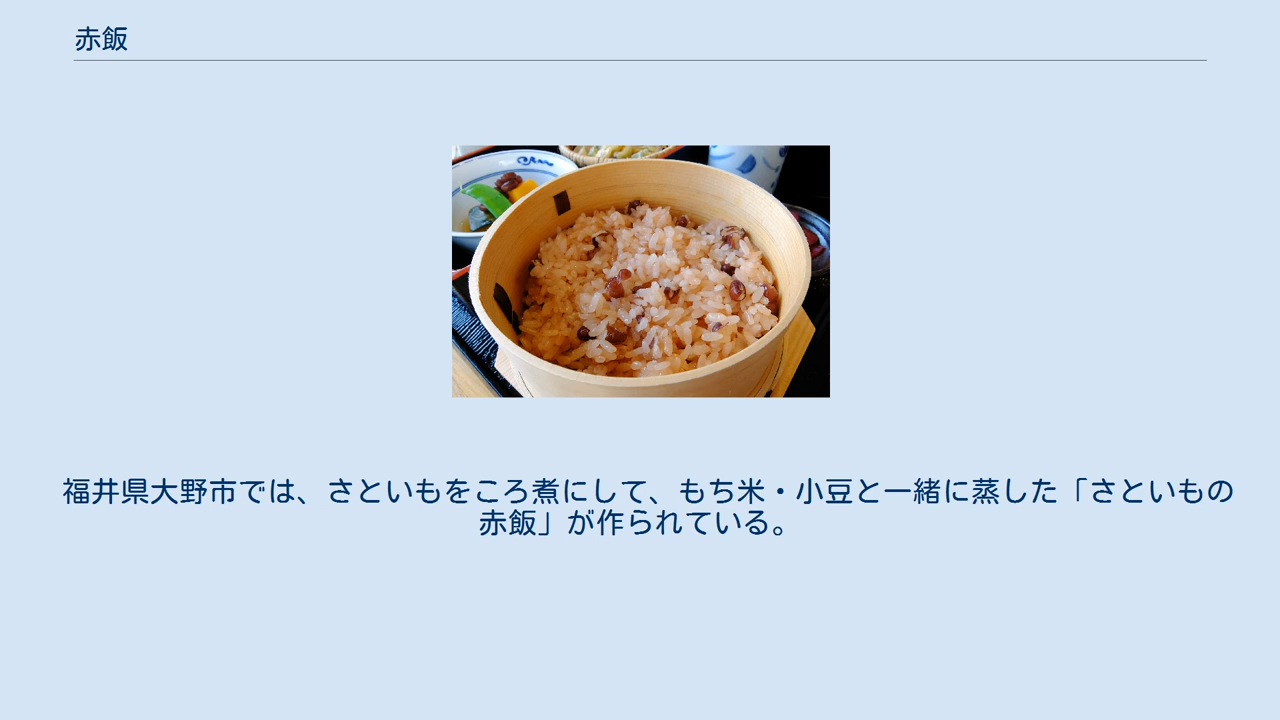 赤飯
福井県大野市では、さといもをころ煮にして、もち米・小豆と一緒に蒸した「さといもの
赤飯」が作られている。